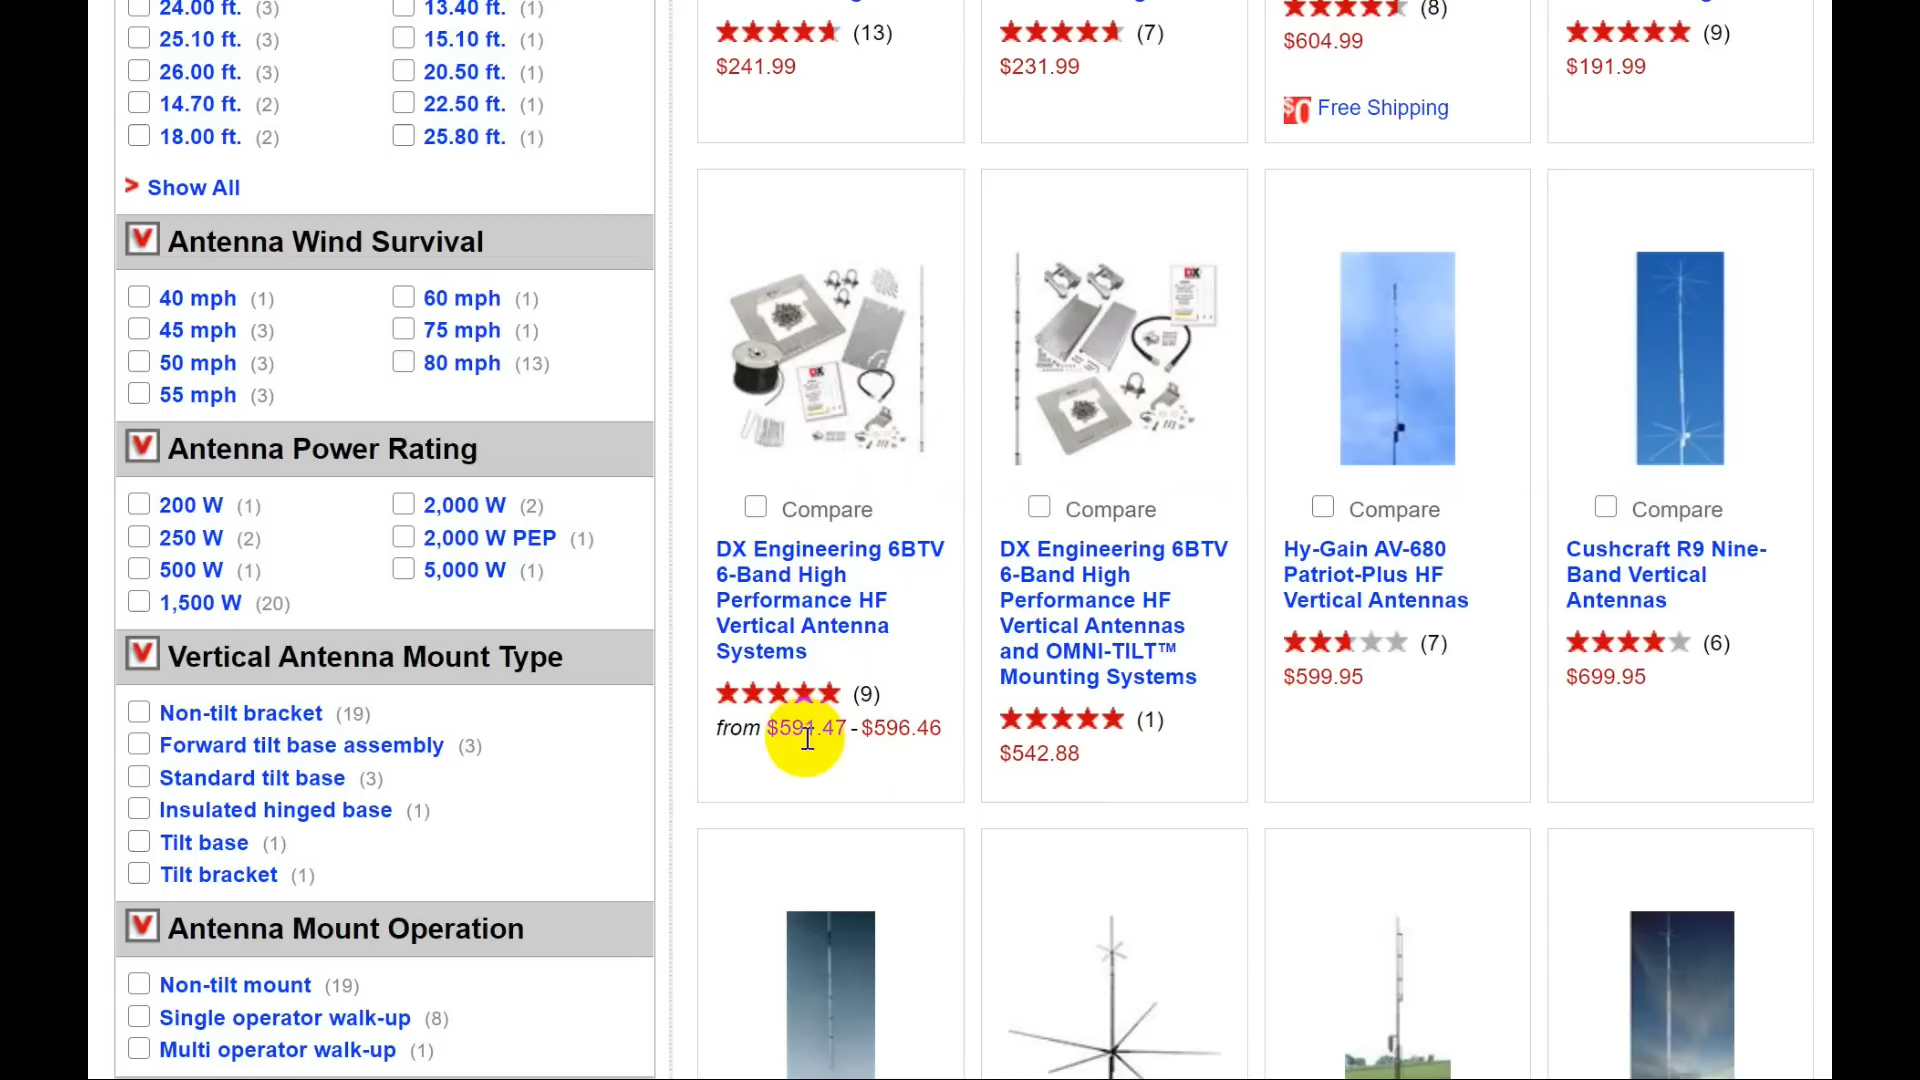 24.00 ft. (3)
13.40 ft. (1)
25.10 ft. (3)
15.10 ft. (1)
26.00 ft. (3)
20.50 ft. (1)
14.70 ft. (2)
22.50 ft. (1)
18.00 ft. (2)
25.80 ft. (1)
> Show All
Antenna Wind Survival
40 mph (1)
60 mph (1)
45 mph (3)
75 mph (1)
50 mph (3)
80 mph (13)
55 mph (3)
Antenna Power Rating
200 W (1)
2,000 W (2)
250 W (2)
2,000 W PEP (1)
500 W (1)
5,000 W (1)
1,500 W (20)
Vertical Antenna Mount Type
Non-tilt bracket (19)
Forward tilt base assembly (3)
Standard tilt base (3)
Insulated hinged base (1)
Tilt base (1)
Tilt bracket (1)
Antenna Mount Operation
Non-tilt mount (19)
Single operator walk-up (8)
Multi operator walk-up (1)
(13)
$241.99
(7)
$231.99
(8)
$604.99
$0 Free Shipping
(9)
$191.99
DX
Compare
DX Engineering 6BTV
6-Band High
Performance HF
Vertical Antenna
Systems
(9)
from $591.47 - $596.46
DX
Compare
DX Engineering 6BTV
6-Band High
Performance HF
Vertical Antennas
and OMNI-TILT™
Mounting Systems
(1)
$542.88
Compare
Hy-Gain AV-680
Patriot-Plus HF
Vertical Antennas
(7)
$599.95
Compare
Cushcraft R9 Nine-
Band Vertical
Antennas
(6)
$699.95